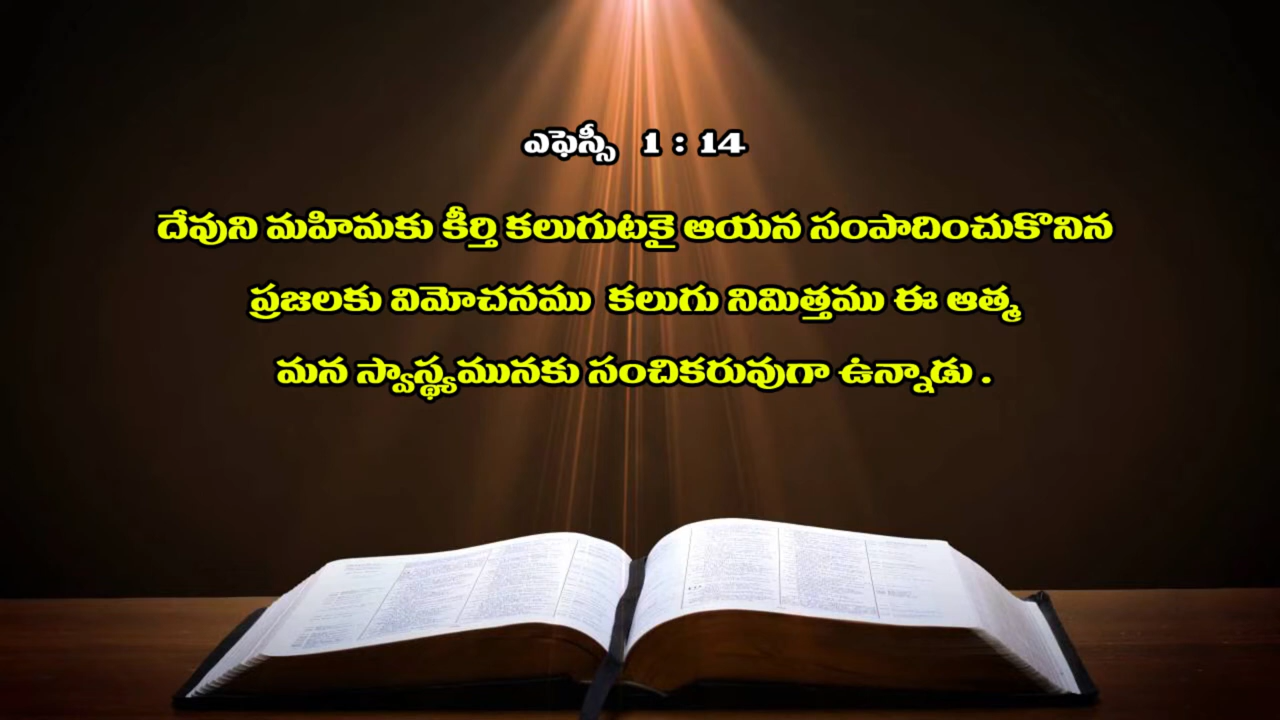 ఎఫెస్సీ 1 : 14
దేవుని మహిమకు కీర్తి కలుగుటకై ఆయన సంపాదించుకొనిన
ప్రజలకు విమోచనము కలుగు నిమిత్తము ఈ ఆత్మ
మన స్వాస్థ్యమునకు సంచికరువుగా ఉన్నాడు .